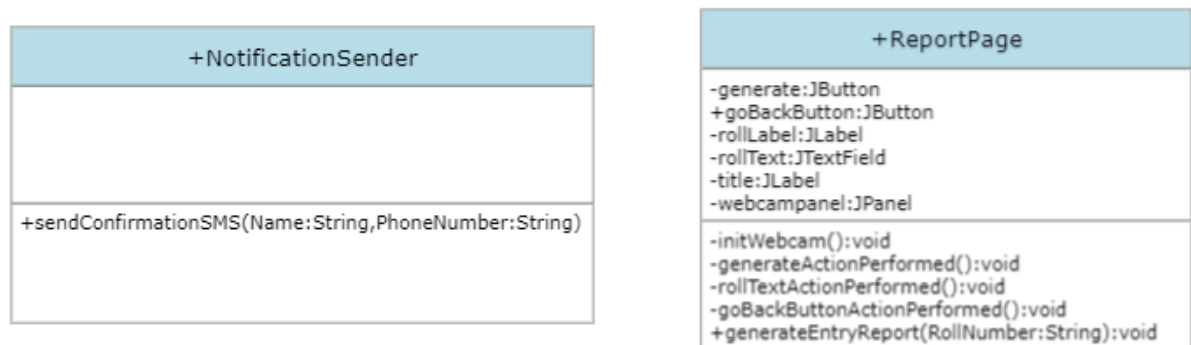 +NotificationSender
+sendConfirmationSMS(Name:String,PhoneNumber:String)
+ReportPage
-generate:JButton
+goBackButton:JButton
-rollLabel:JLabel
-rollText:JTextField
-title:JLabel
-webcampanel:JPanel
-initWebcam():void
-generateActionPerformed():void
-rollTextActionPerformed():void
-goBackButtonActionPerformed():void
+generateEntryReport(RollNumber:String):void